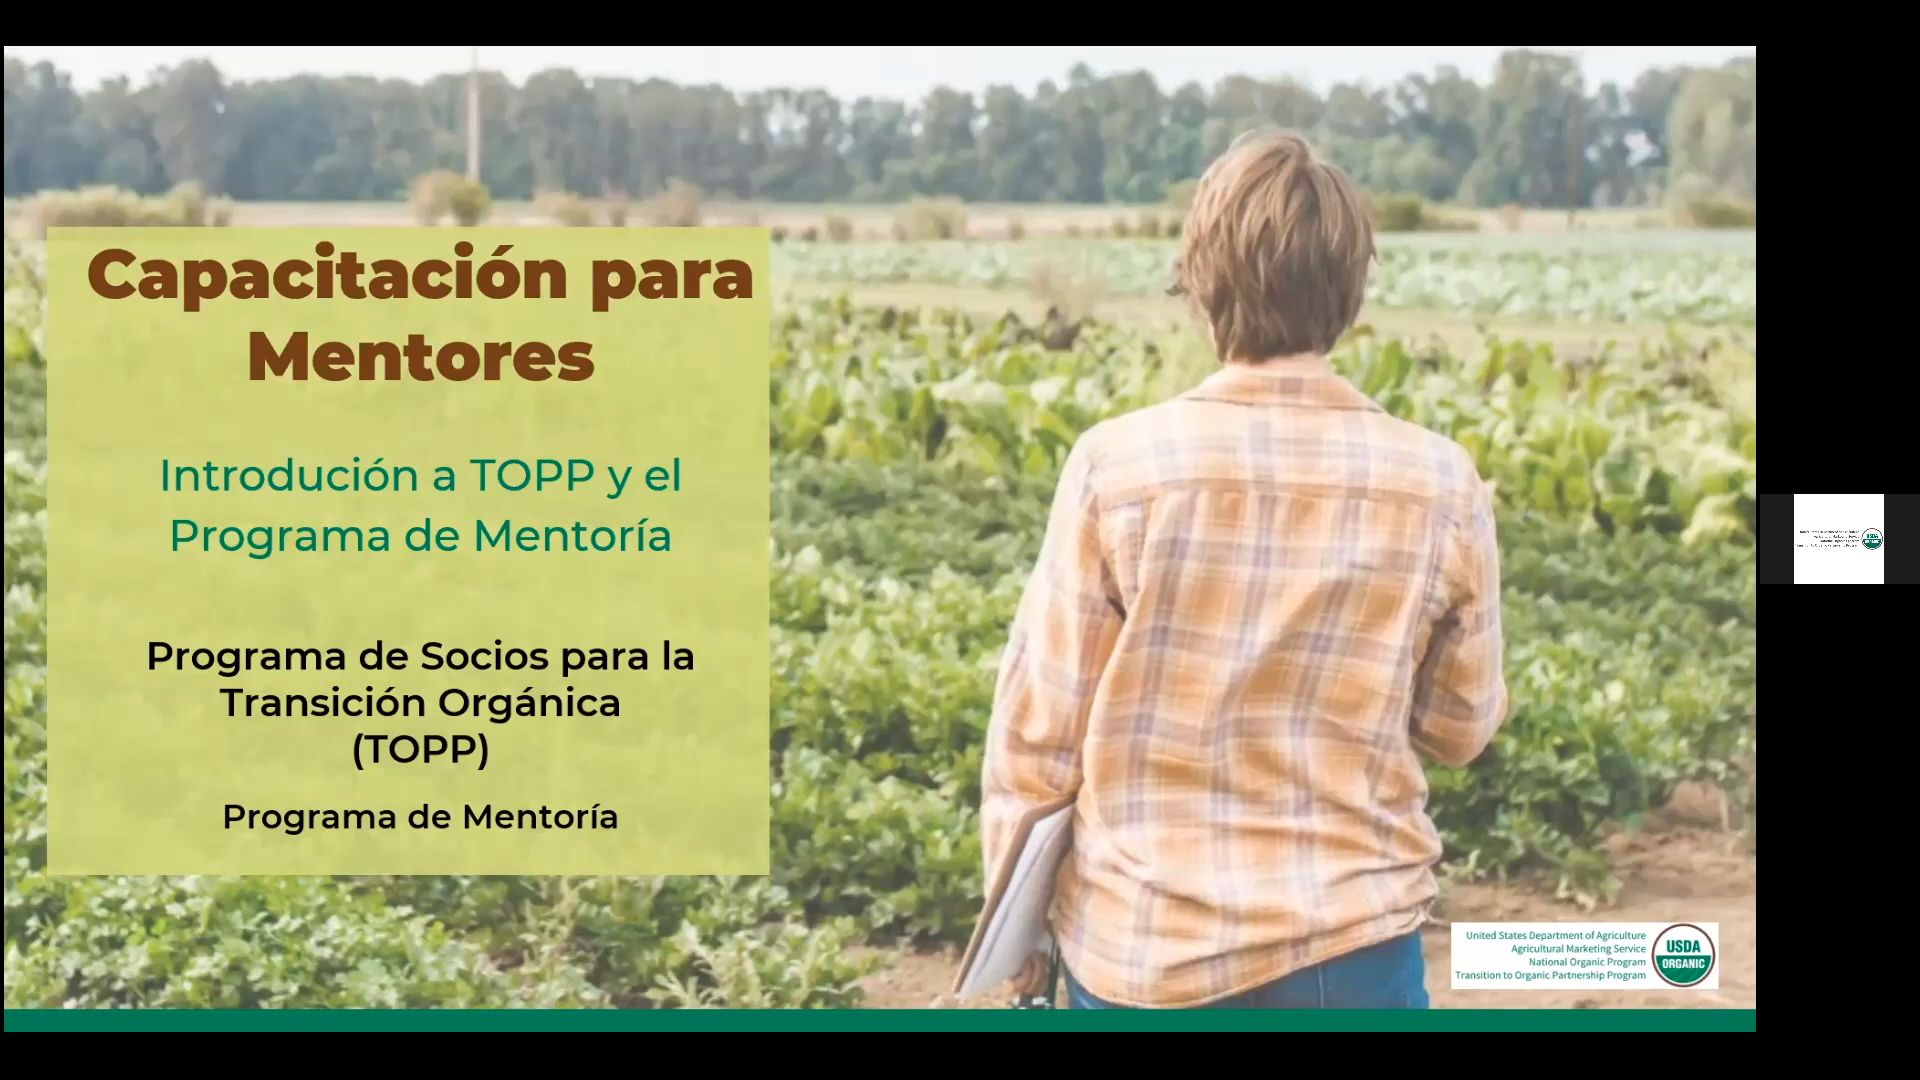 Capacitación para
Mentores
Introdución a TOPP y el
Programa de Mentoría
Programa de Socios para la
Transición Orgánica
(TOPP)
Programa de Mentoría
United States Department of Agriculture
Agricultural Marketing Service
National Organic Program
Transition to Organic Partnership Program
USDA
ORGANIC